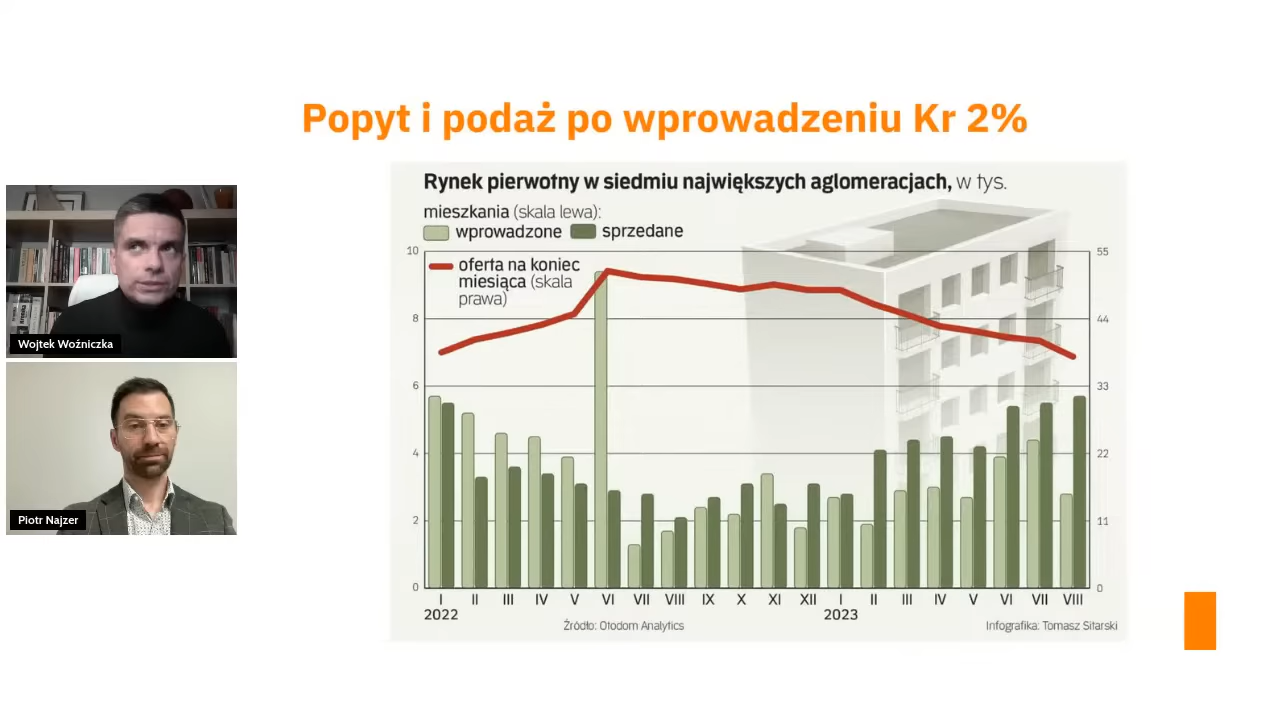 Popyt i podaż po wprowadzeniu Kr 2%
Rynek pierwotny w siedmiu największych aglomeracjach, w tys.
mieszkania (skala lewa):
wprowadzone sprzedane
oferta na koniec
miesiąca (skala
prawa)
10 55
8 44
6 33
4 22
2 11
0 0
I II III IV V VI VII VIII IX X XI XII I II III IV V VI VII VIII
2022 2023
Źródło: Otodom Analytics Infografika: Tomasz Sitarski
Wojtek Woźniczka
Piotr Najzer